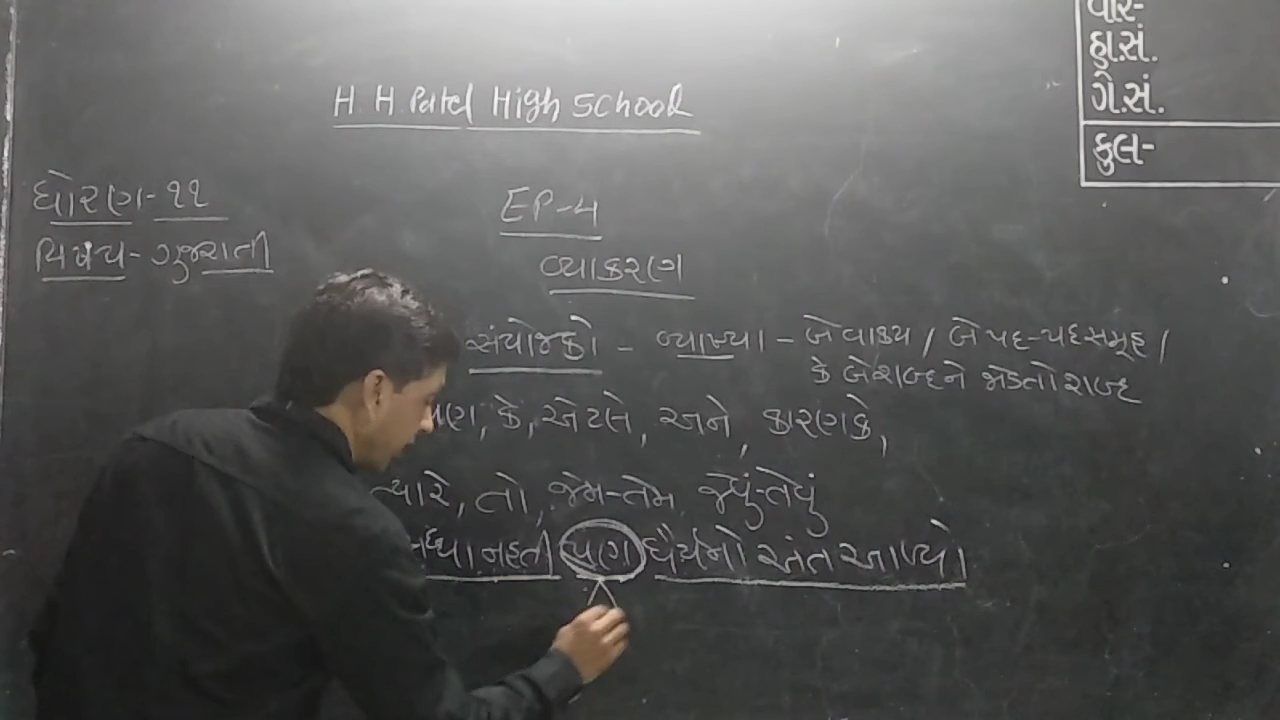 વાર-
હા.સં.
ગે.સં.
કુલ-
H. H. Patel High School
ધોરણ-૧૧
વિષય-ગુજરાતી
EP-4
વ્યાકરણ
સંયોજકો - વ્યાખ્યા - બે વાક્ય / બે પદ-પદસમૂહ /
કે બે શબ્દને જોડતો શબ્દ
પણ, કે, એટલે, અને, કારણકે,
ત્યારે, તો, જેમ-તેમ, જેવું-તેવું
નહતી પણ ધૈર્યનો અંત આવ્યો